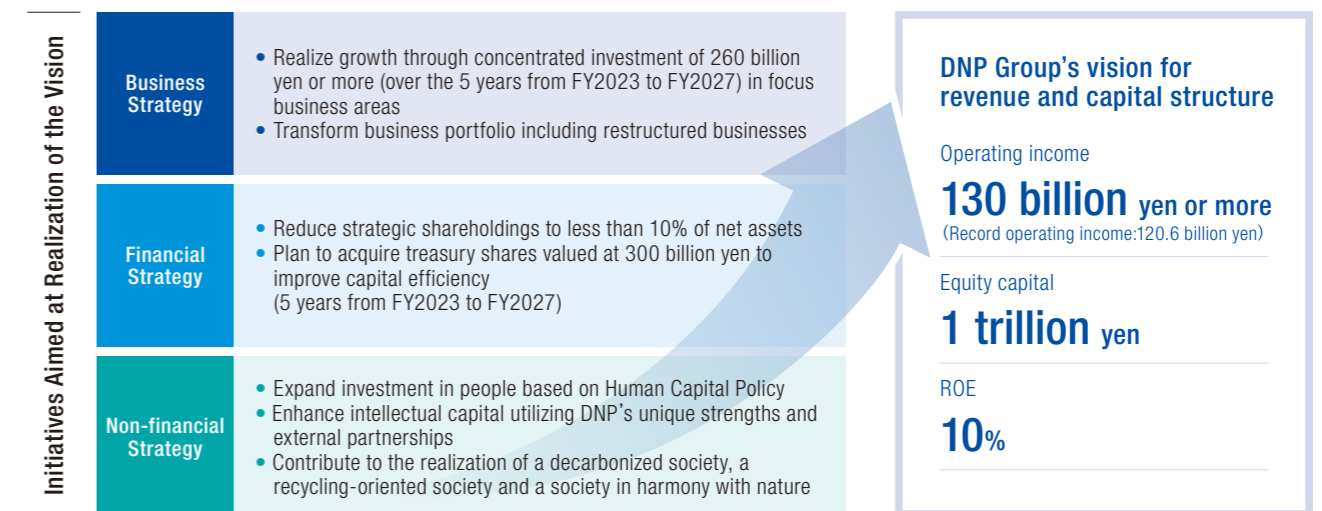 Initiatives Aimed at Realization of the Vision
Business
Strategy
• Realize growth through concentrated investment of 260 billion
yen or more (over the 5 years from FY2023 to FY2027) in focus
business areas
• Transform business portfolio including restructured businesses
Financial
Strategy
• Reduce strategic shareholdings to less than 10% of net assets
• Plan to acquire treasury shares valued at 300 billion yen to
improve capital efficiency
(5 years from FY2023 to FY2027)
Non-financial
Strategy
• Expand investment in people based on Human Capital Policy
• Enhance intellectual capital utilizing DNP's unique strengths and
external partnerships
• Contribute to the realization of a decarbonized society, a
recycling-oriented society and a society in harmony with nature
DNP Group's vision for
revenue and capital structure
Operating income
130 billion yen or more
(Record operating income:120.6 billion yen)
Equity capital
1 trillion yen
ROE
10%